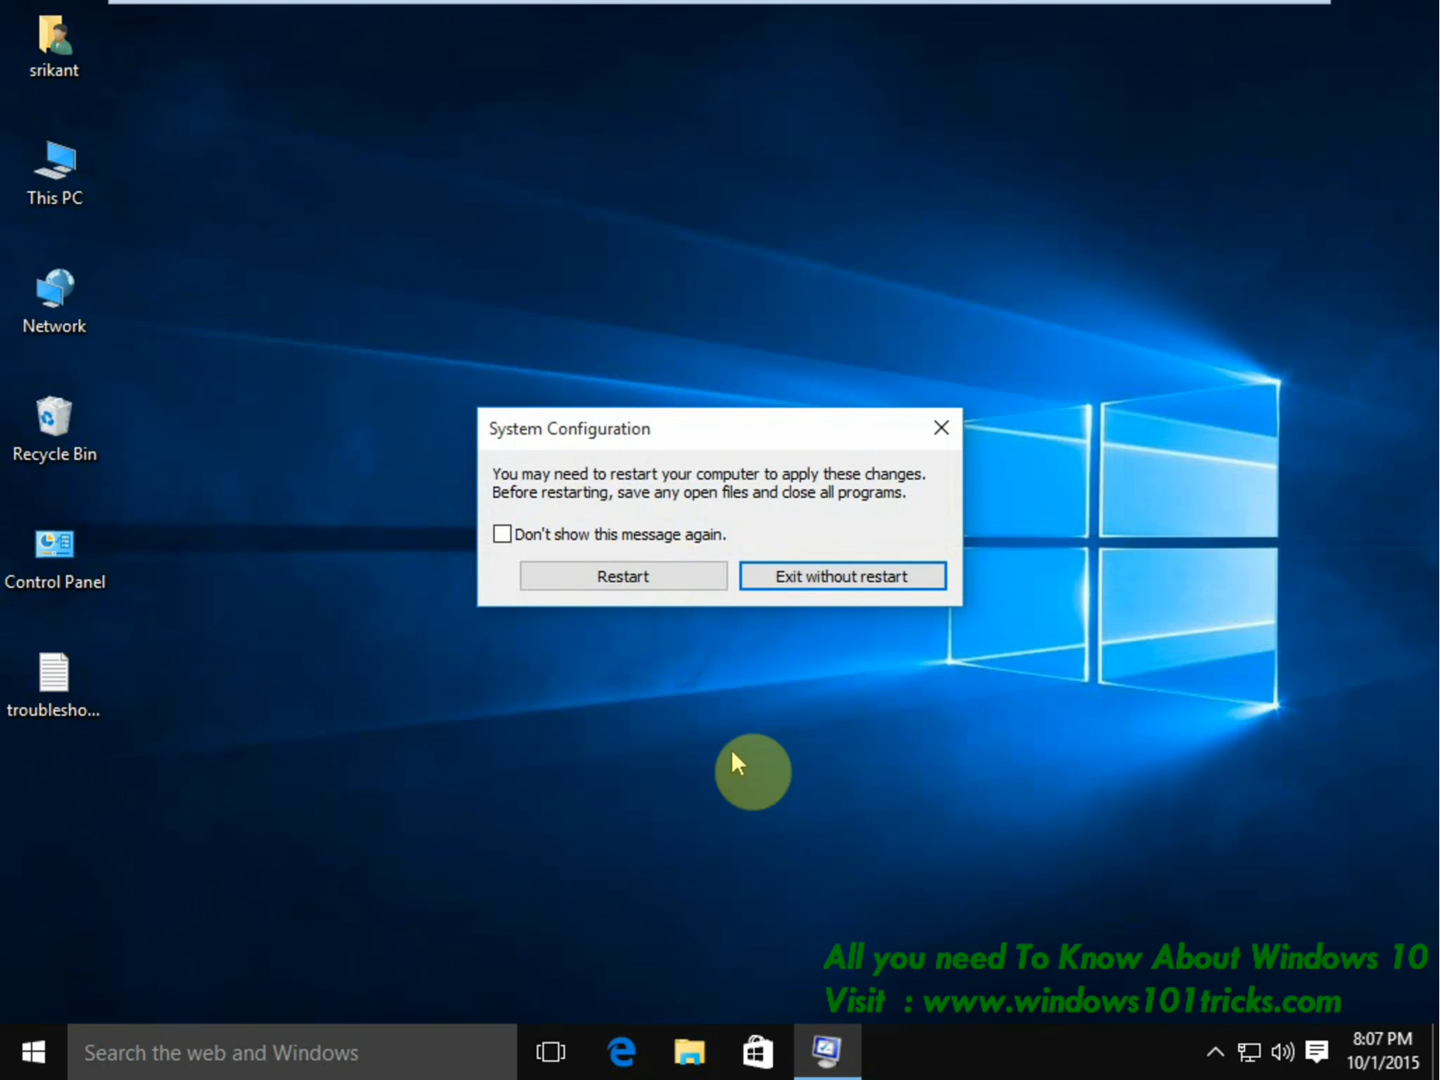 srikant
This PC
Network
Recycle Bin
Control Panel
troublesho...
System Configuration
You may need to restart your computer to apply these changes.
Before restarting, save any open files and close all programs.
Don't show this message again.
Restart
Exit without restart
All you need To Know About Windows 10
Visit : www.windows101tricks.com
Search the web and Windows
8:07 PM
10/1/2015